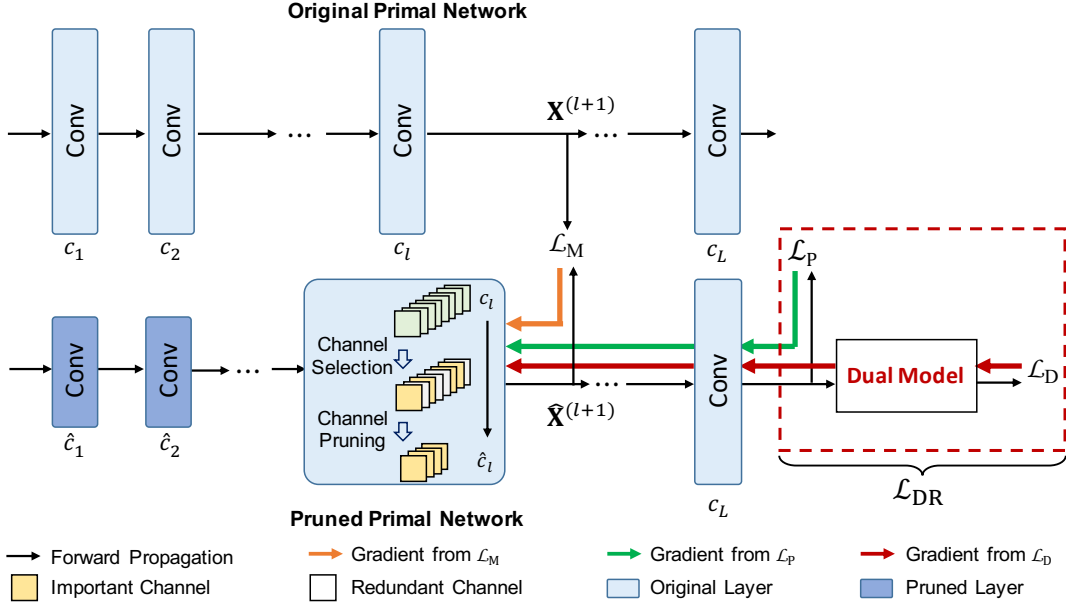 Original Primal Network
Conv
Conv
...
Conv
X^(l+1)
...
Conv
c_1
c_2
c_l
ℒ_M
c_L
ℒ_P
Conv
Conv
...
Channel
Selection
c_l
Channel
Pruning
ĉ_l
...
X̂^(l+1)
Conv
Dual Model
ℒ_D
ĉ_1
ĉ_2
c_L
ℒ_DR
Pruned Primal Network
Forward Propagation
Gradient from ℒ_M
Gradient from ℒ_P
Gradient from ℒ_D
Important Channel
Redundant Channel
Original Layer
Pruned Layer